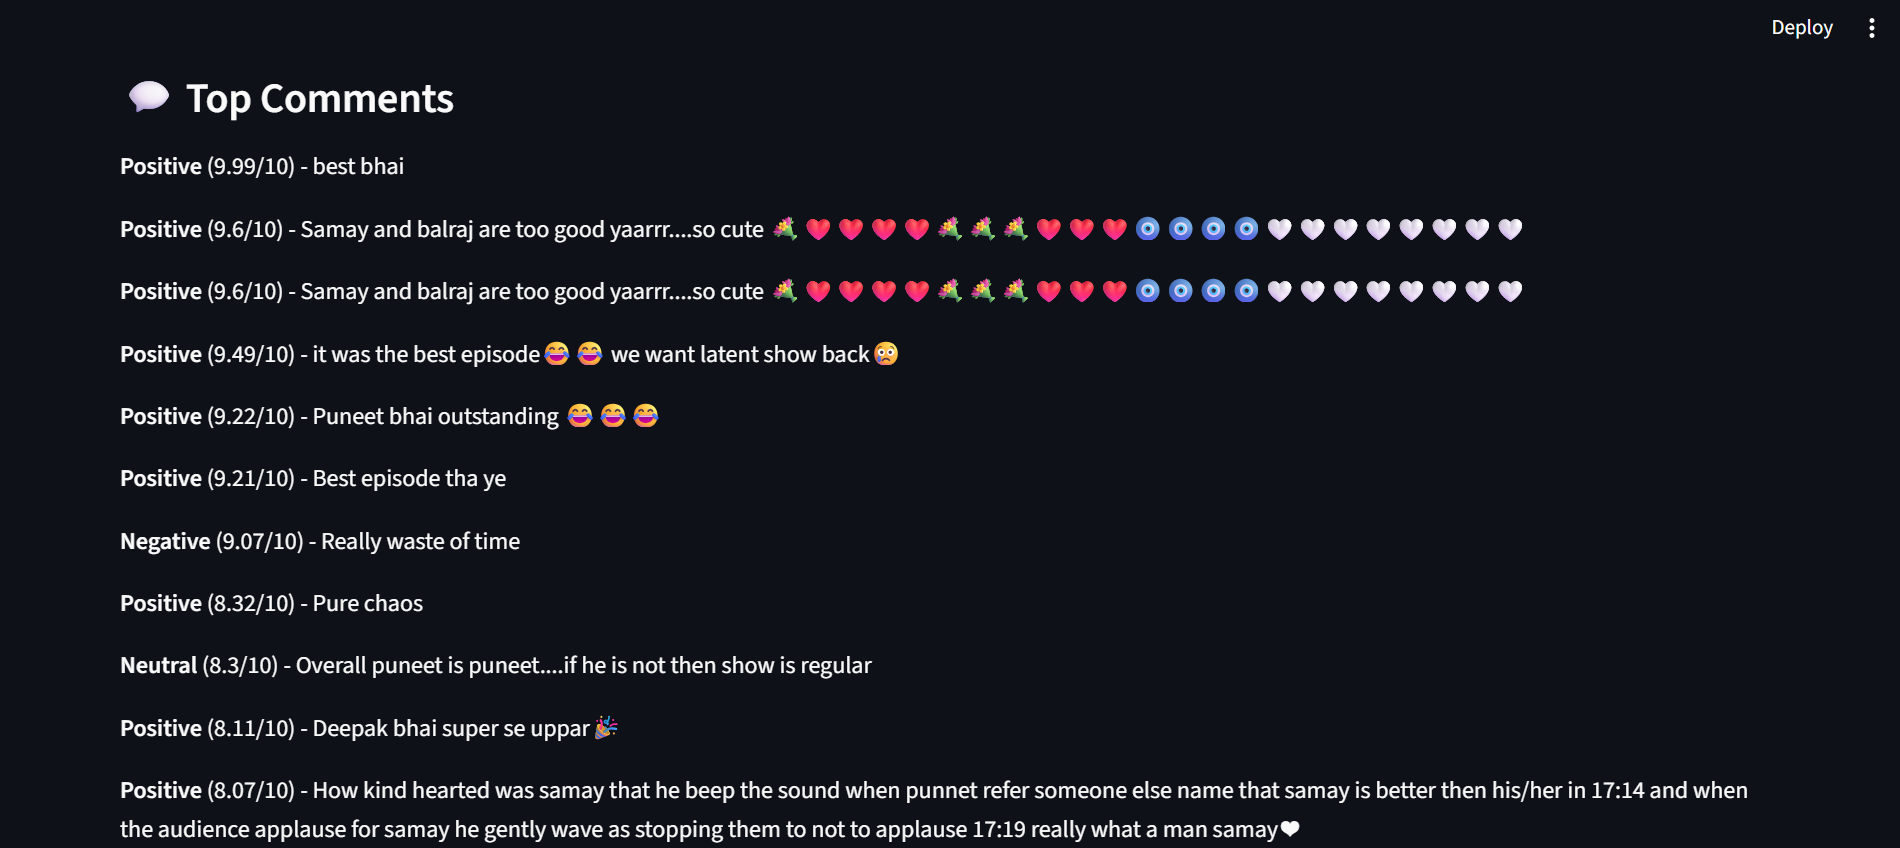 Deploy
💬 Top Comments
Positive (9.99/10) - best bhai
Positive (9.6/10) - Samay and balraj are too good yaarrr....so cute 💐❤️❤️❤️❤️💐💐💐❤️❤️❤️🧿🧿🧿🧿🤍🤍🤍🤍🤍🤍🤍🤍
Positive (9.6/10) - Samay and balraj are too good yaarrr....so cute 💐❤️❤️❤️❤️💐💐💐❤️❤️❤️🧿🧿🧿🧿🤍🤍🤍🤍🤍🤍🤍🤍
Positive (9.49/10) - it was the best episode😂😂 we want latent show back😢
Positive (9.22/10) - Puneet bhai outstanding 😂😂😂
Positive (9.21/10) - Best episode tha ye
Negative (9.07/10) - Really waste of time
Positive (8.32/10) - Pure chaos
Neutral (8.3/10) - Overall puneet is puneet....if he is not then show is regular
Positive (8.11/10) - Deepak bhai super se uppar🎉
Positive (8.07/10) - How kind hearted was samay that he beep the sound when punnet refer someone else name that samay is better then his/her in 17:14 and when
the audience applause for samay he gently wave as stopping them to not to applause 17:19 really what a man samay❤